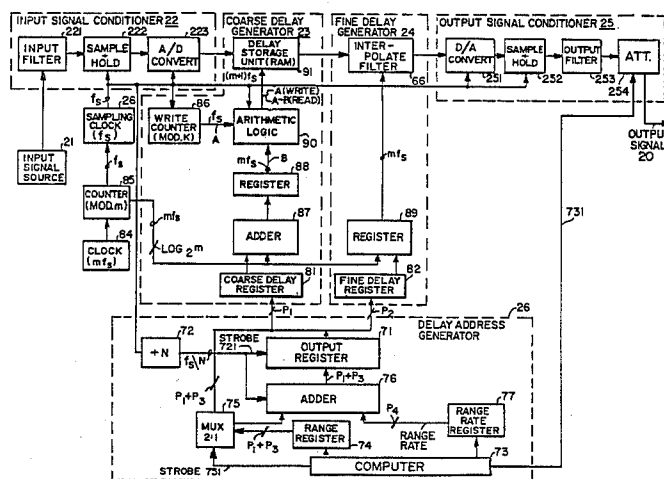 INPUT SIGNAL CONDITIONER 22
COARSE DELAY
GENERATOR 23
FINE DELAY
GENERATOR 24
OUTPUT SIGNAL CONDITIONER 25
221
INPUT
FILTER
222
SAMPLE
+
HOLD
223
A/D
CONVERT
DELAY
STORAGE
UNIT(RAM)
91
INTER-
POLATE
FILTER
66
D/A
CONVERT
251
SAMPLE
+
HOLD
252
OUTPUT
FILTER
253
ATT.
254
(m+1)fs
A(WRITE)
A-B(READ)
fs
26
SAMPLING
CLOCK
(fs)
86
WRITE
COUNTER
(MOD.K)
fs
A
ARITHMETIC
LOGIC
90
21
INPUT
SIGNAL
SOURCE
fs
85
COUNTER
(MOD.m)
mfs
B
88
REGISTER
mfs
OUTPUT
SIGNAL
20
731
84
CLOCK
(mfs)
mfs
LOG 2 m
87
ADDER
89
REGISTER
81
COARSE DELAY
REGISTER
82
FINE DELAY
REGISTER
P1
P2
26
DELAY ADDRESS
GENERATOR
72
÷N
fs\N
STROBE
721
71
OUTPUT
REGISTER
P1+P3
P1+P3
76
ADDER
75
MUX
2:1
P1+P3
RANGE
REGISTER
74
P4
RANGE
RATE
77
RANGE
RATE
REGISTER
STROBE 751
COMPUTER
73